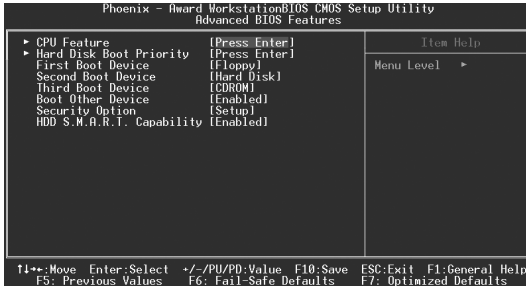 Phoenix - Award WorkstationBIOS CMOS Setup Utility
Advanced BIOS Features
► CPU Feature [Press Enter]
► Hard Disk Boot Priority [Press Enter]
First Boot Device [Floppy]
Second Boot Device [Hard Disk]
Third Boot Device [CDROM]
Boot Other Device [Enabled]
Security Option [Setup]
HDD S.M.A.R.T. Capability [Enabled]
Item Help
Menu Level ►
↑↓→←:Move Enter:Select +/-/PU/PD:Value F10:Save ESC:Exit F1:General Help
F5: Previous Values F6: Fail-Safe Defaults F7: Optimized Defaults